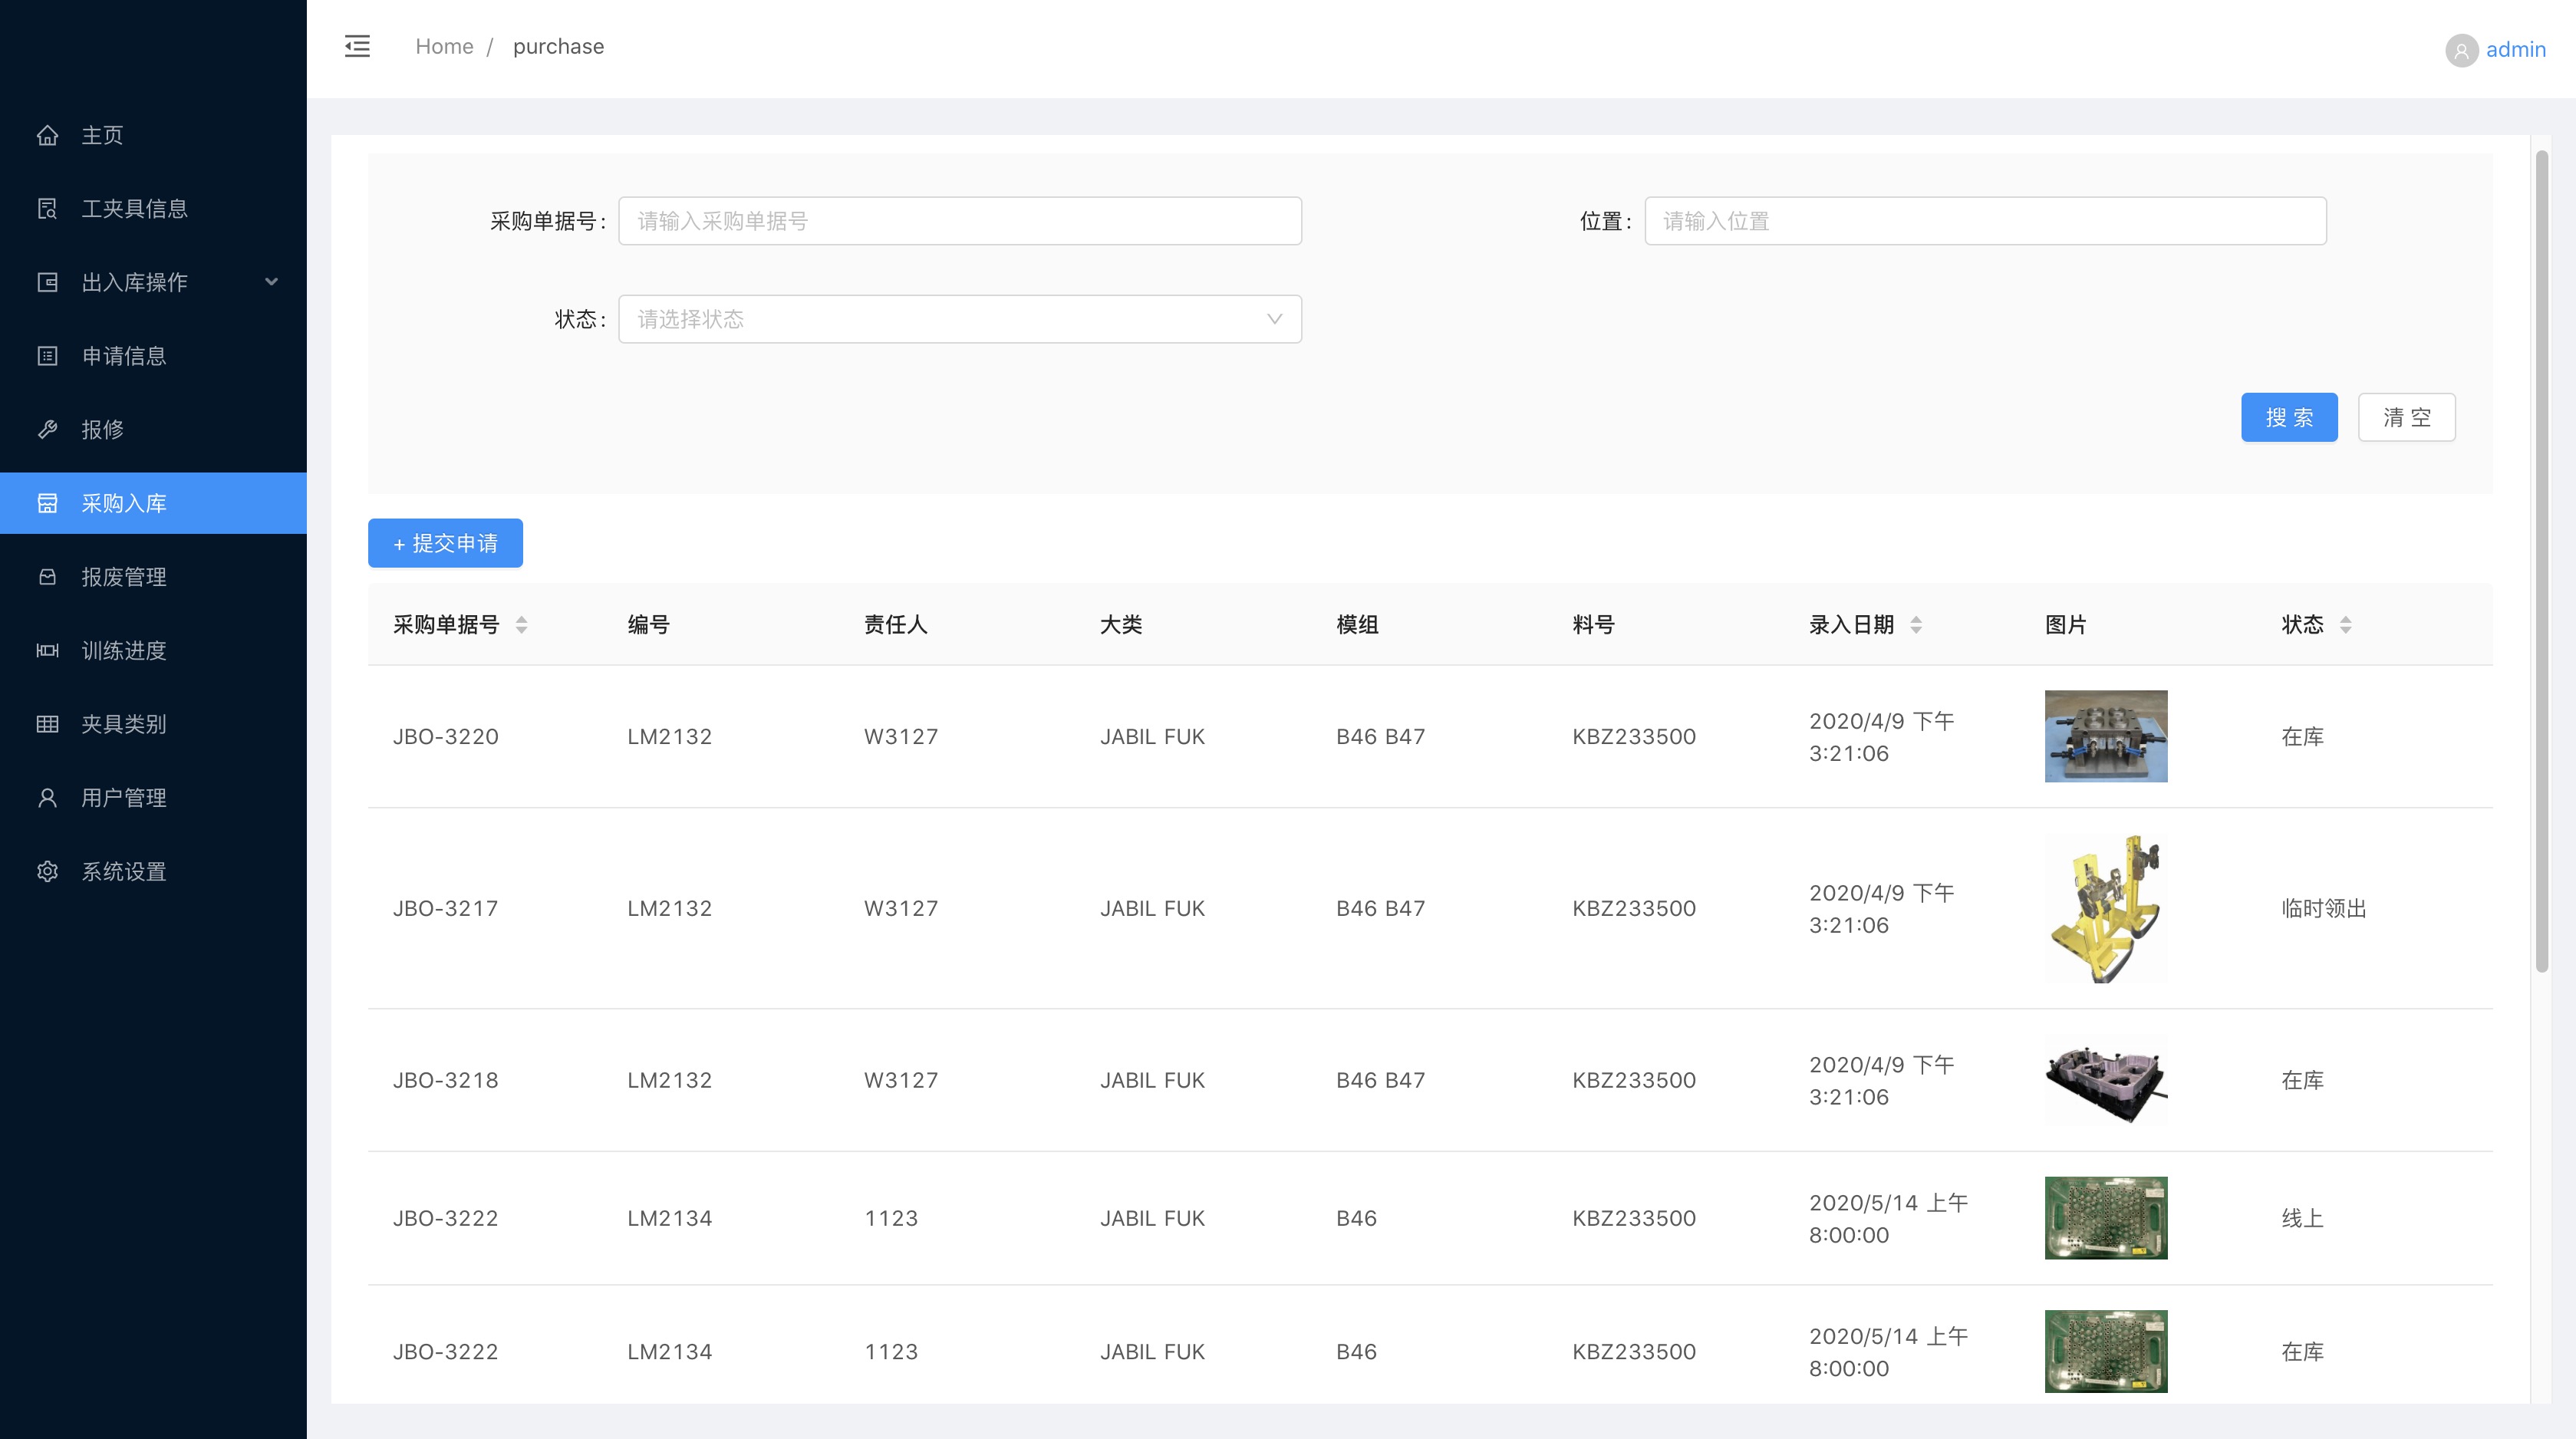 Home / purchase
admin
主页
工夹具信息
出入库操作
申请信息
报修
采购入库
报废管理
训练进度
夹具类别
用户管理
系统设置
采购单据号: 请输入采购单据号
位置: 请输入位置
状态: 请选择状态
搜 索 清 空
+ 提交申请
采购单据号 编号 责任人 大类 模组 料号 录入日期 图片 状态
JBO-3220 LM2132 W3127 JABIL FUK B46 B47 KBZ233500 2020/4/9 下午 在库
3:21:06
JBO-3217 LM2132 W3127 JABIL FUK B46 B47 KBZ233500 2020/4/9 下午 临时领出
3:21:06
JBO-3218 LM2132 W3127 JABIL FUK B46 B47 KBZ233500 2020/4/9 下午 在库
3:21:06
JBO-3222 LM2134 1123 JABIL FUK B46 KBZ233500 2020/5/14 上午 线上
8:00:00
JBO-3222 LM2134 1123 JABIL FUK B46 KBZ233500 2020/5/14 上午 在库
8:00:00